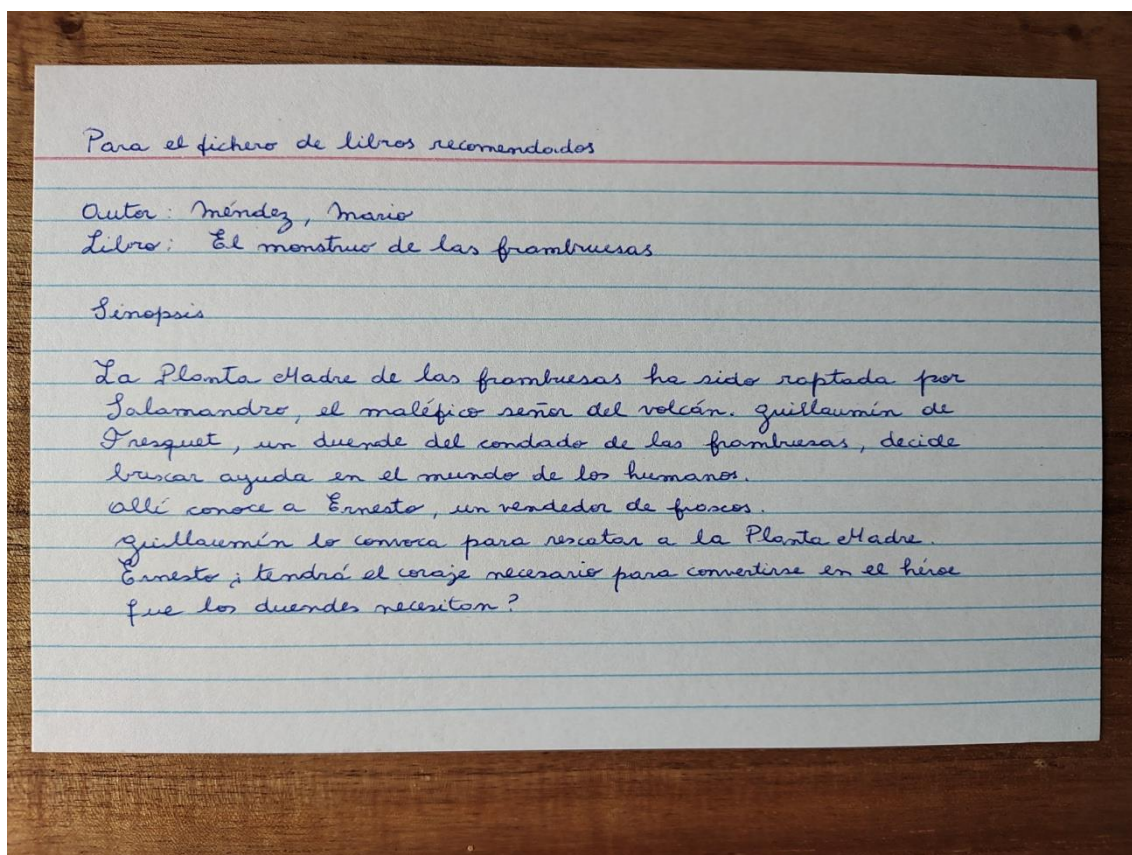 Para el fichero de libros recomendados
Autor: Méndez, Mario
Libro: El monstruo de las frambruesas
Sinopsis
La Planta Madre de las frambuesas ha sido raptada por
Salamandro, el maléfico señor del volcán. Guillaumín de
Fresquet, un duende del condado de las frambuesas, decide
buscar ayuda en el mundo de los humanos.
Allí conoce a Ernesto, un vendedor de frascos.
Guillaumín lo convoca para rescatar a la Planta Madre.
Ernesto ¿tendrá el coraje necesario para convertirse en el héroe
que los duendes necesitan?